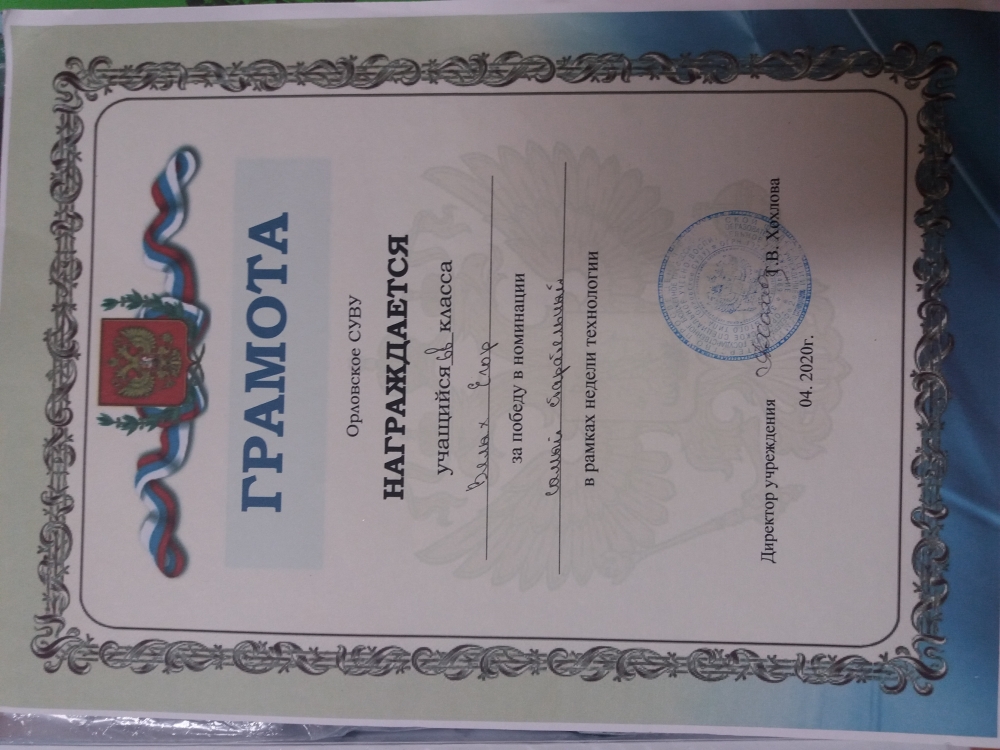 ГРАМОТА
Орловское СУВУ
НАГРАЖДАЕТСЯ
учащийся 6в класса
Белых Егор
за победу в номинации
Самый старательный
в рамках недели технологии
Директор учреждения Т.В. Хохлова
04. 2020г.